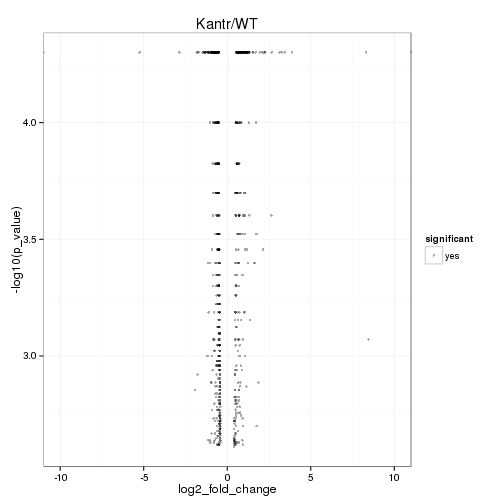 Kantr/WT
4.0
3.5
3.0
-log10(p_value)
-10
-5
0
5
10
log2_fold_change
significant
yes